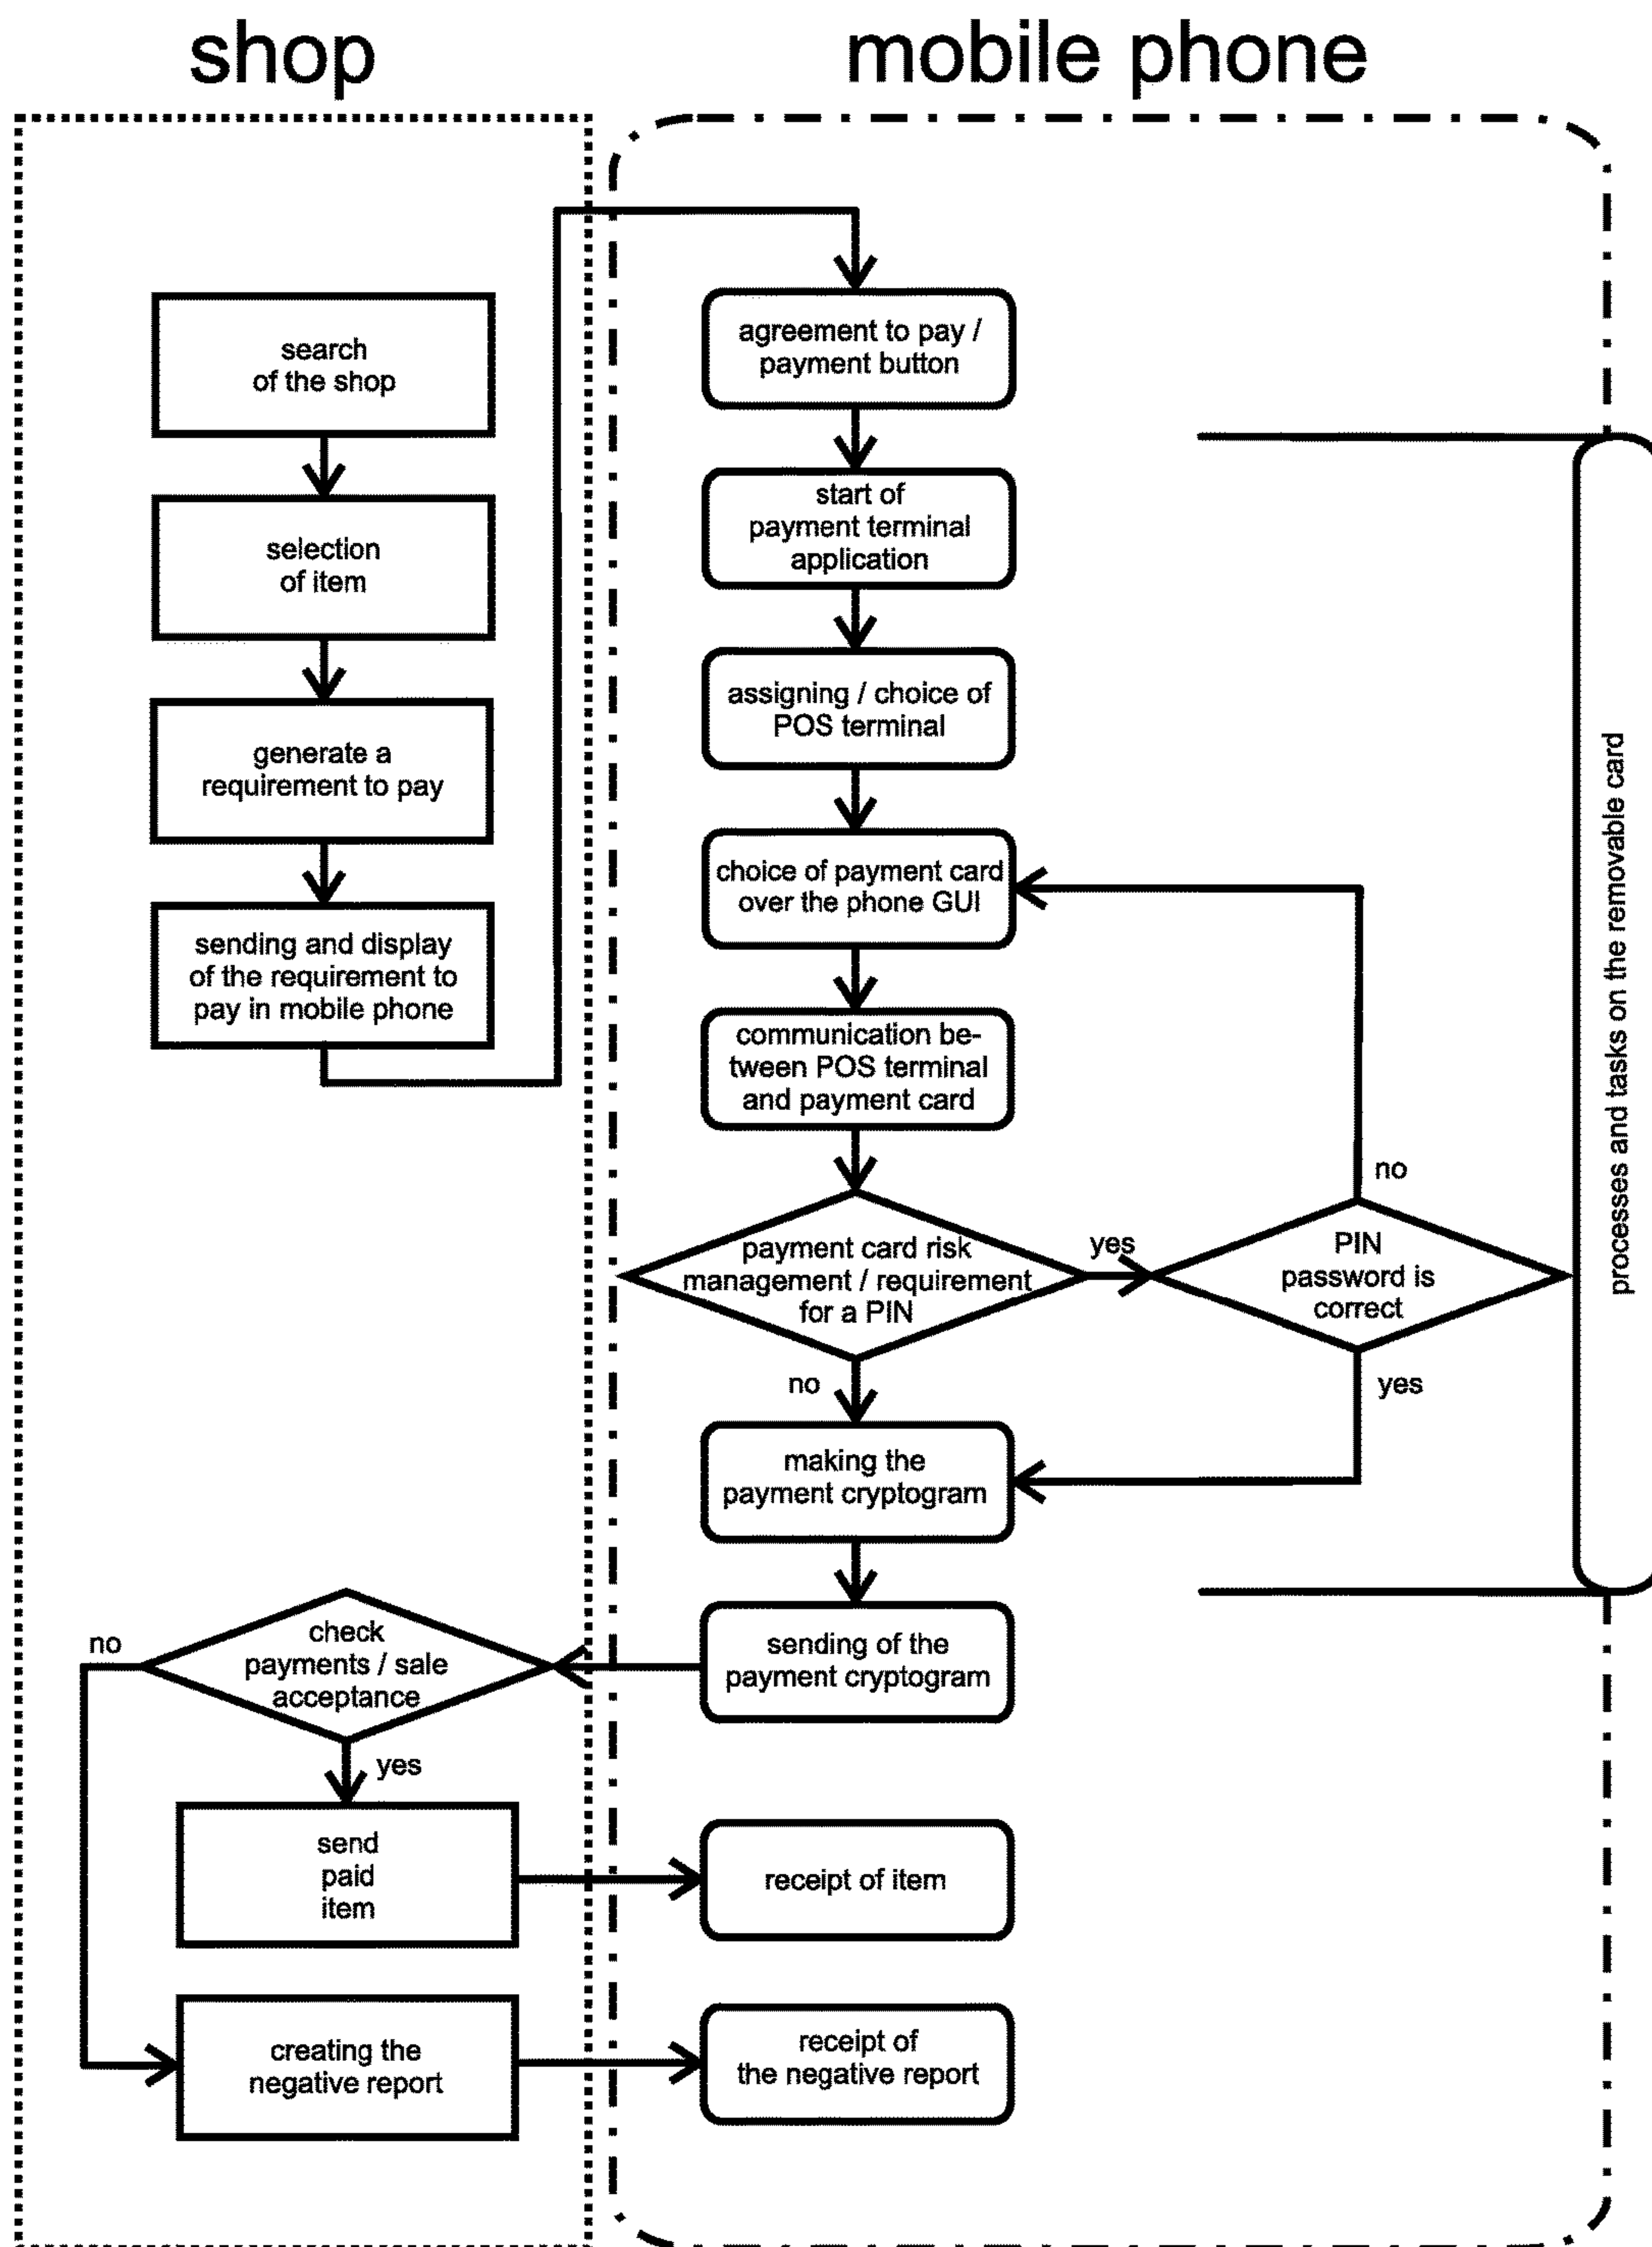 shop
mobile phone
search
of the shop
selection
of item
generate a
requirement to pay
sending and display
of the requirement to
pay in mobile phone
agreement to pay /
payment button
start of
payment terminal
application
assigning / choice of
POS terminal
choice of payment card
over the phone GUI
communication be-
tween POS terminal
and payment card
payment card risk
management / requirement
for a PIN
yes
no
PIN
password is
correct
no
yes
processes and tasks on the removable card
making the
payment cryptogram
sending of the
payment cryptogram
check
payments / sale
acceptance
no
yes
send
paid
item
receipt of item
creating the
negative report
receipt of
the negative report